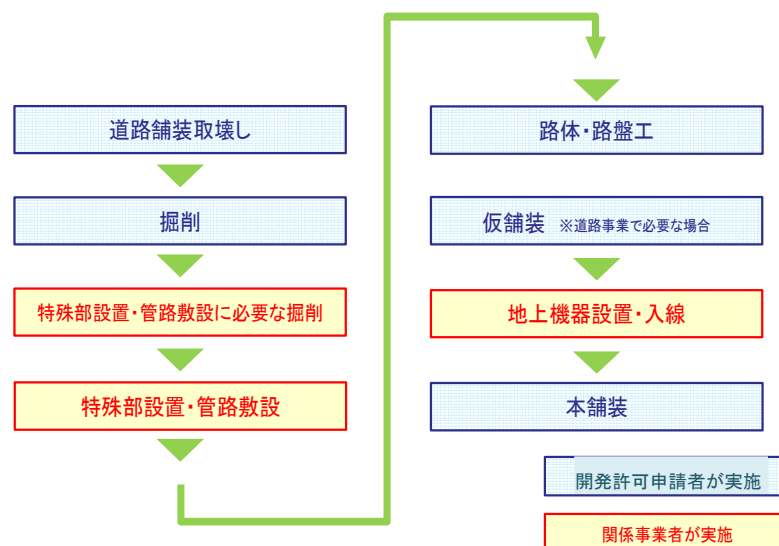 道路舗装取壊し
掘削
特殊部設置・管路敷設に必要な掘削
特殊部設置・管路敷設
路体・路盤工
仮舗装 ※道路事業で必要な場合
地上機器設置・入線
本舗装
開発許可申請者が実施
関係事業者が実施